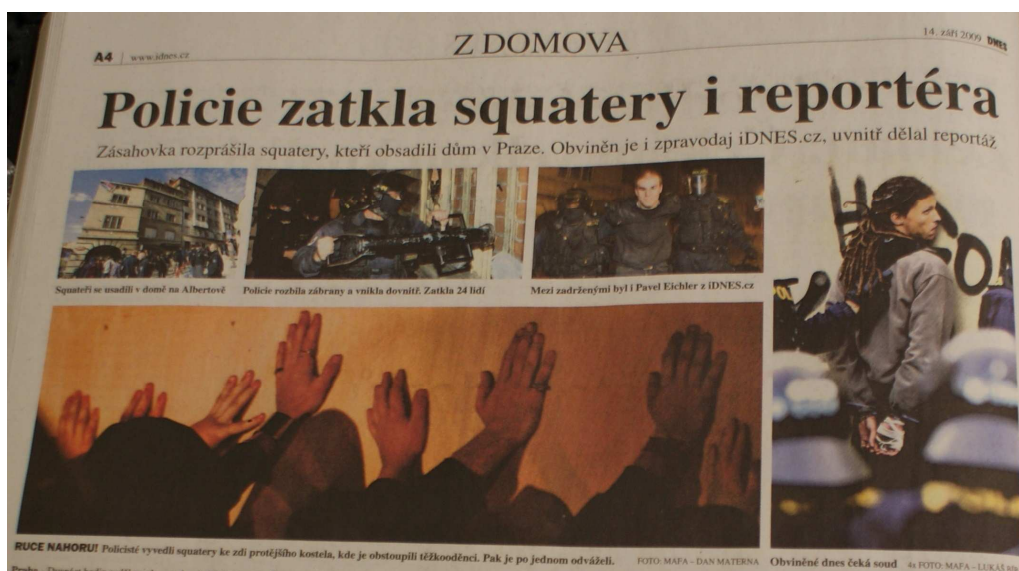 A4 | www.idnes.cz
Z DOMOVA
14. září 2009 DNES
Policie zatkla squatery i reportéra
Zásahovka rozprášila squatery, kteří obsadili dům v Praze. Obviněn je i zpravodaj iDNES.cz, uvnitř dělal reportáž
Squateři se usadili v domě na Albertově
Policie rozbila zábrany a vnikla dovnitř. Zatkla 24 lidí
Mezi zadrženými byl i Pavel Eichler z iDNES.cz
RUCE NAHORU! Policisté vyvedli squatery ke zdi protějšího kostela, kde je obstoupili těžkooděnci. Pak je po jednom odváželi.
FOTO: MAFA – DAN MATERNA
Obviněné dnes čeká soud
4x FOTO: MAFA – LUKÁŠ
Praha